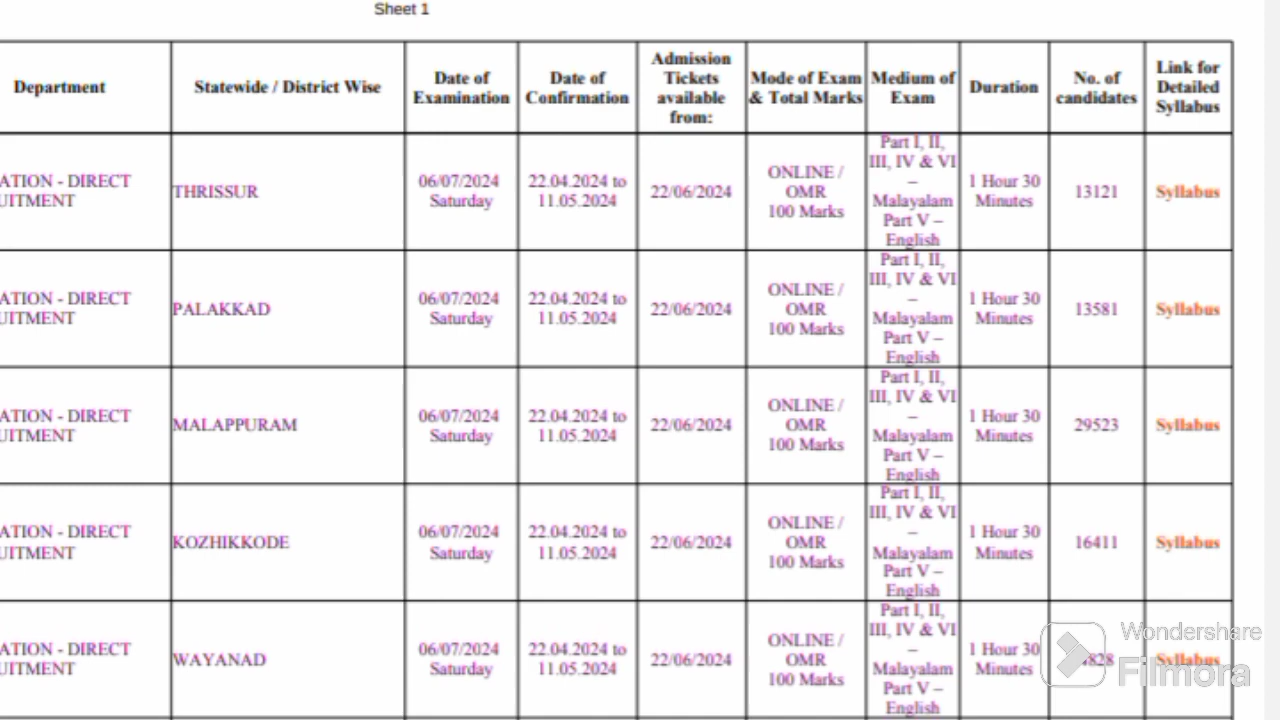 Sheet 1
Department
Statewide / District Wise
Date of
Examination
Date of
Confirmation
Admission
Tickets
available
from:
Mode of Exam
& Total Marks
Medium of
Exam
Duration
No. of
candidates
Link for
Detailed
Syllabus
ATION - DIRECT
UITMENT
THRISSUR
06/07/2024
Saturday
22.04.2024 to
11.05.2024
22/06/2024
ONLINE /
OMR
100 Marks
Part I, II,
III, IV & VI
–
Malayalam
Part V –
English
1 Hour 30
Minutes
13121
Syllabus
ATION - DIRECT
UITMENT
PALAKKAD
06/07/2024
Saturday
22.04.2024 to
11.05.2024
22/06/2024
ONLINE /
OMR
100 Marks
Part I, II,
III, IV & VI
–
Malayalam
Part V –
English
1 Hour 30
Minutes
13581
Syllabus
ATION - DIRECT
UITMENT
MALAPPURAM
06/07/2024
Saturday
22.04.2024 to
11.05.2024
22/06/2024
ONLINE /
OMR
100 Marks
Part I, II,
III, IV & VI
–
Malayalam
Part V –
English
1 Hour 30
Minutes
29523
Syllabus
ATION - DIRECT
UITMENT
KOZHIKKODE
06/07/2024
Saturday
22.04.2024 to
11.05.2024
22/06/2024
ONLINE /
OMR
100 Marks
Part I, II,
III, IV & VI
–
Malayalam
Part V –
English
1 Hour 30
Minutes
16411
Syllabus
ATION - DIRECT
UITMENT
WAYANAD
06/07/2024
Saturday
22.04.2024 to
11.05.2024
22/06/2024
ONLINE /
OMR
100 Marks
Part I, II,
III, IV & VI
–
Malayalam
Part V –
English
1 Hour 30
Minutes
Syllabus
Wondershare
Filmora